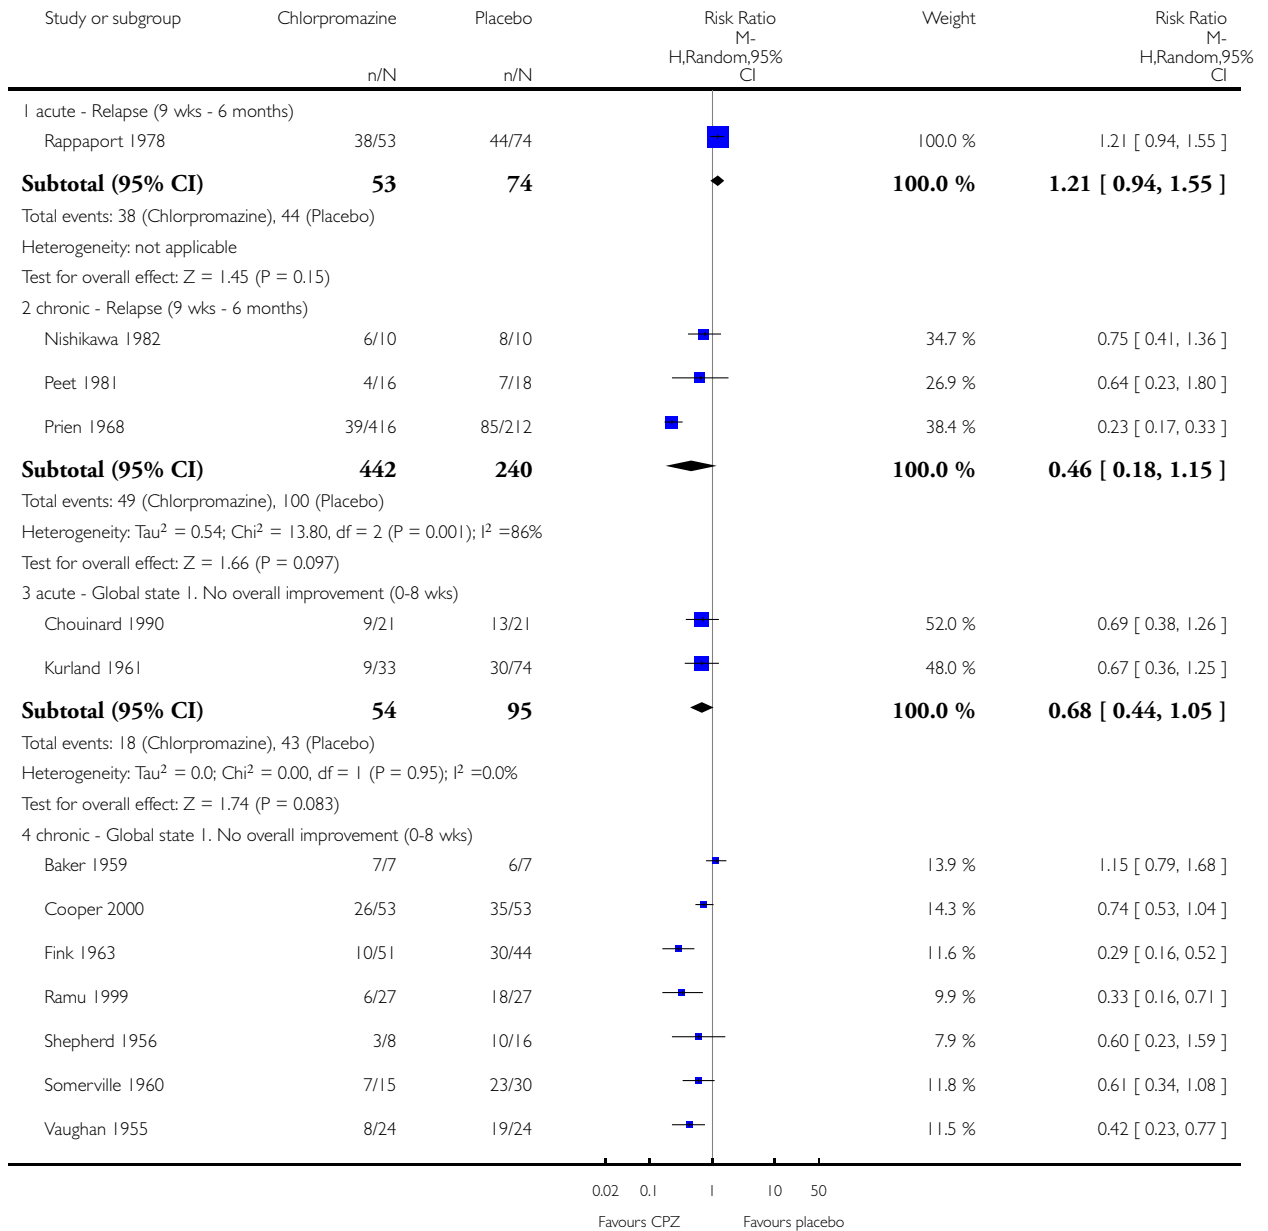 Study or subgroup Chlorpromazine Placebo Risk Ratio Weight Risk Ratio
M- M-
H,Random,95% H,Random,95%
n/N n/N CI CI
1 acute - Relapse (9 wks - 6 months)
Rappaport 1978 38/53 44/74 100.0 % 1.21 [ 0.94, 1.55 ]
Subtotal (95% CI) 53 74 100.0 % 1.21 [ 0.94, 1.55 ]
Total events: 38 (Chlorpromazine), 44 (Placebo)
Heterogeneity: not applicable
Test for overall effect: Z = 1.45 (P = 0.15)
2 chronic - Relapse (9 wks - 6 months)
Nishikawa 1982 6/10 8/10 34.7 % 0.75 [ 0.41, 1.36 ]
Peet 1981 4/16 7/18 26.9 % 0.64 [ 0.23, 1.80 ]
Prien 1968 39/416 85/212 38.4 % 0.23 [ 0.17, 0.33 ]
Subtotal (95% CI) 442 240 100.0 % 0.46 [ 0.18, 1.15 ]
Total events: 49 (Chlorpromazine), 100 (Placebo)
Heterogeneity: Tau² = 0.54; Chi² = 13.80, df = 2 (P = 0.001); I² =86%
Test for overall effect: Z = 1.66 (P = 0.097)
3 acute - Global state 1. No overall improvement (0-8 wks)
Chouinard 1990 9/21 13/21 52.0 % 0.69 [ 0.38, 1.26 ]
Kurland 1961 9/33 30/74 48.0 % 0.67 [ 0.36, 1.25 ]
Subtotal (95% CI) 54 95 100.0 % 0.68 [ 0.44, 1.05 ]
Total events: 18 (Chlorpromazine), 43 (Placebo)
Heterogeneity: Tau² = 0.0; Chi² = 0.00, df = 1 (P = 0.95); I² =0.0%
Test for overall effect: Z = 1.74 (P = 0.083)
4 chronic - Global state 1. No overall improvement (0-8 wks)
Baker 1959 7/7 6/7 13.9 % 1.15 [ 0.79, 1.68 ]
Cooper 2000 26/53 35/53 14.3 % 0.74 [ 0.53, 1.04 ]
Fink 1963 10/51 30/44 11.6 % 0.29 [ 0.16, 0.52 ]
Ramu 1999 6/27 18/27 9.9 % 0.33 [ 0.16, 0.71 ]
Shepherd 1956 3/8 10/16 7.9 % 0.60 [ 0.23, 1.59 ]
Somerville 1960 7/15 23/30 11.8 % 0.61 [ 0.34, 1.08 ]
Vaughan 1955 8/24 19/24 11.5 % 0.42 [ 0.23, 0.77 ]
0.02 0.1 1 10 50
Favours CPZ Favours placebo